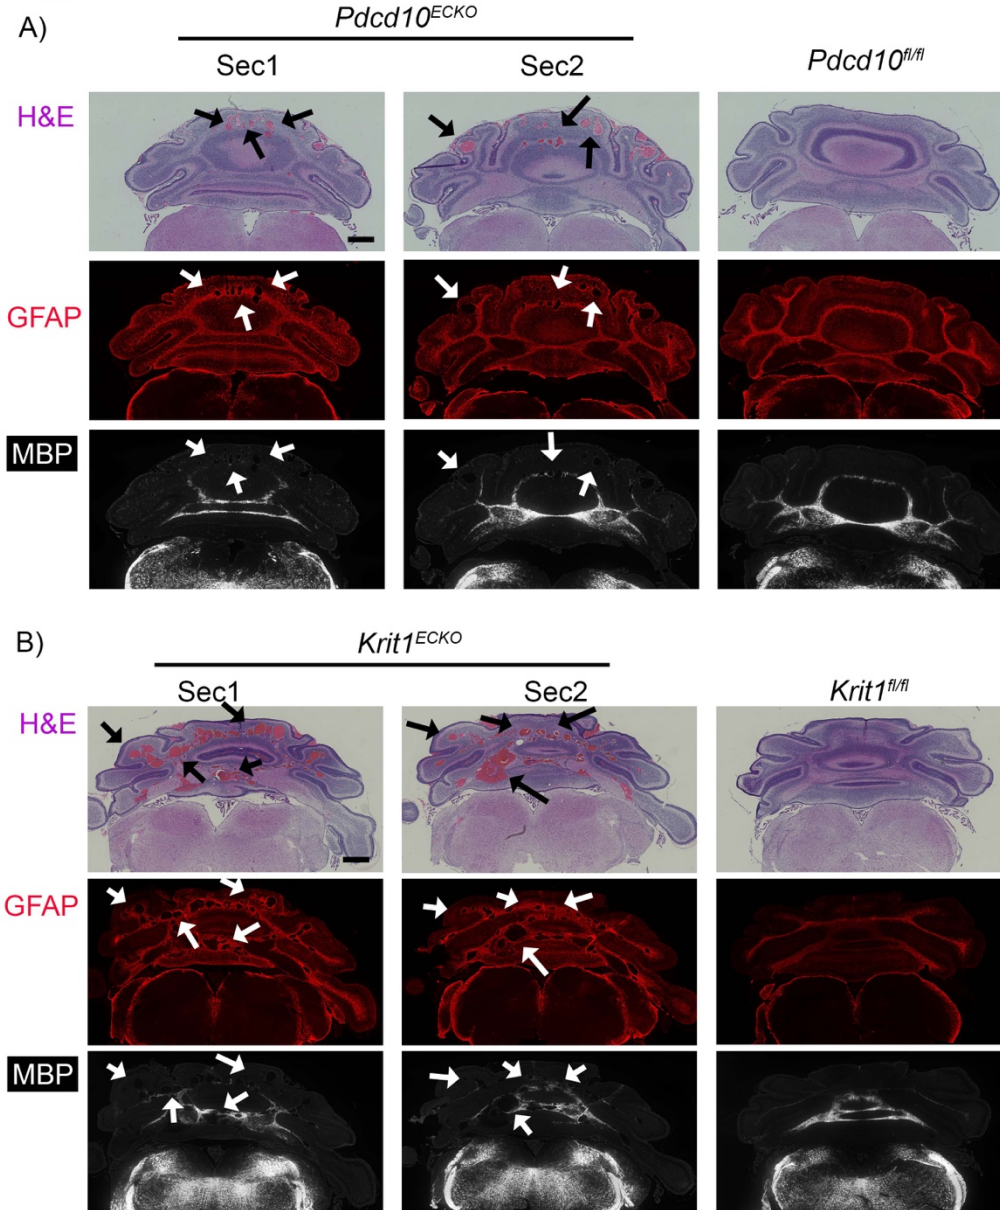 A)
Pdcd10ECKO
Sec1
Sec2
Pdcd10fl/fl
H&E
GFAP
MBP
B)
Krit1ECKO
Sec1
Sec2
Krit1fl/fl
H&E
GFAP
MBP